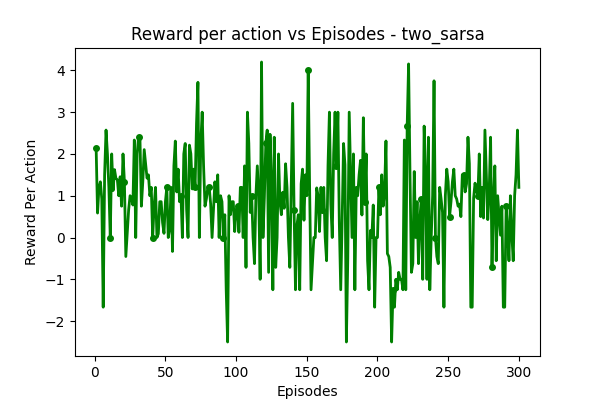 Reward per action vs Episodes - two_sarsa
Reward Per Action
4
3
2
1
0
−1
−2
0 50 100 150 200 250 300
Episodes